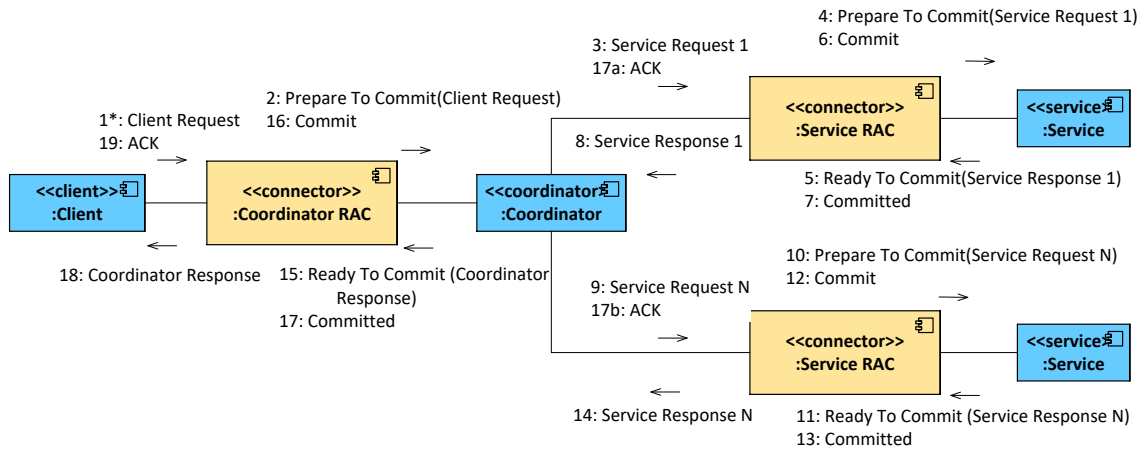 4: Prepare To Commit(Service Request 1)
6: Commit
3: Service Request 1
17a: ACK
2: Prepare To Commit(Client Request)
16: Commit
1*: Client Request
19: ACK
<<connector>>
:Service RAC
<<service>>
:Service
8: Service Response 1
5: Ready To Commit(Service Response 1)
7: Committed
<<client>>
:Client
<<connector>>
:Coordinator RAC
<<coordinator>>
:Coordinator
18: Coordinator Response
15: Ready To Commit (Coordinator
Response)
17: Committed
10: Prepare To Commit(Service Request N)
12: Commit
9: Service Request N
17b: ACK
<<connector>>
:Service RAC
<<service>>
:Service
14: Service Response N
11: Ready To Commit (Service Response N)
13: Committed